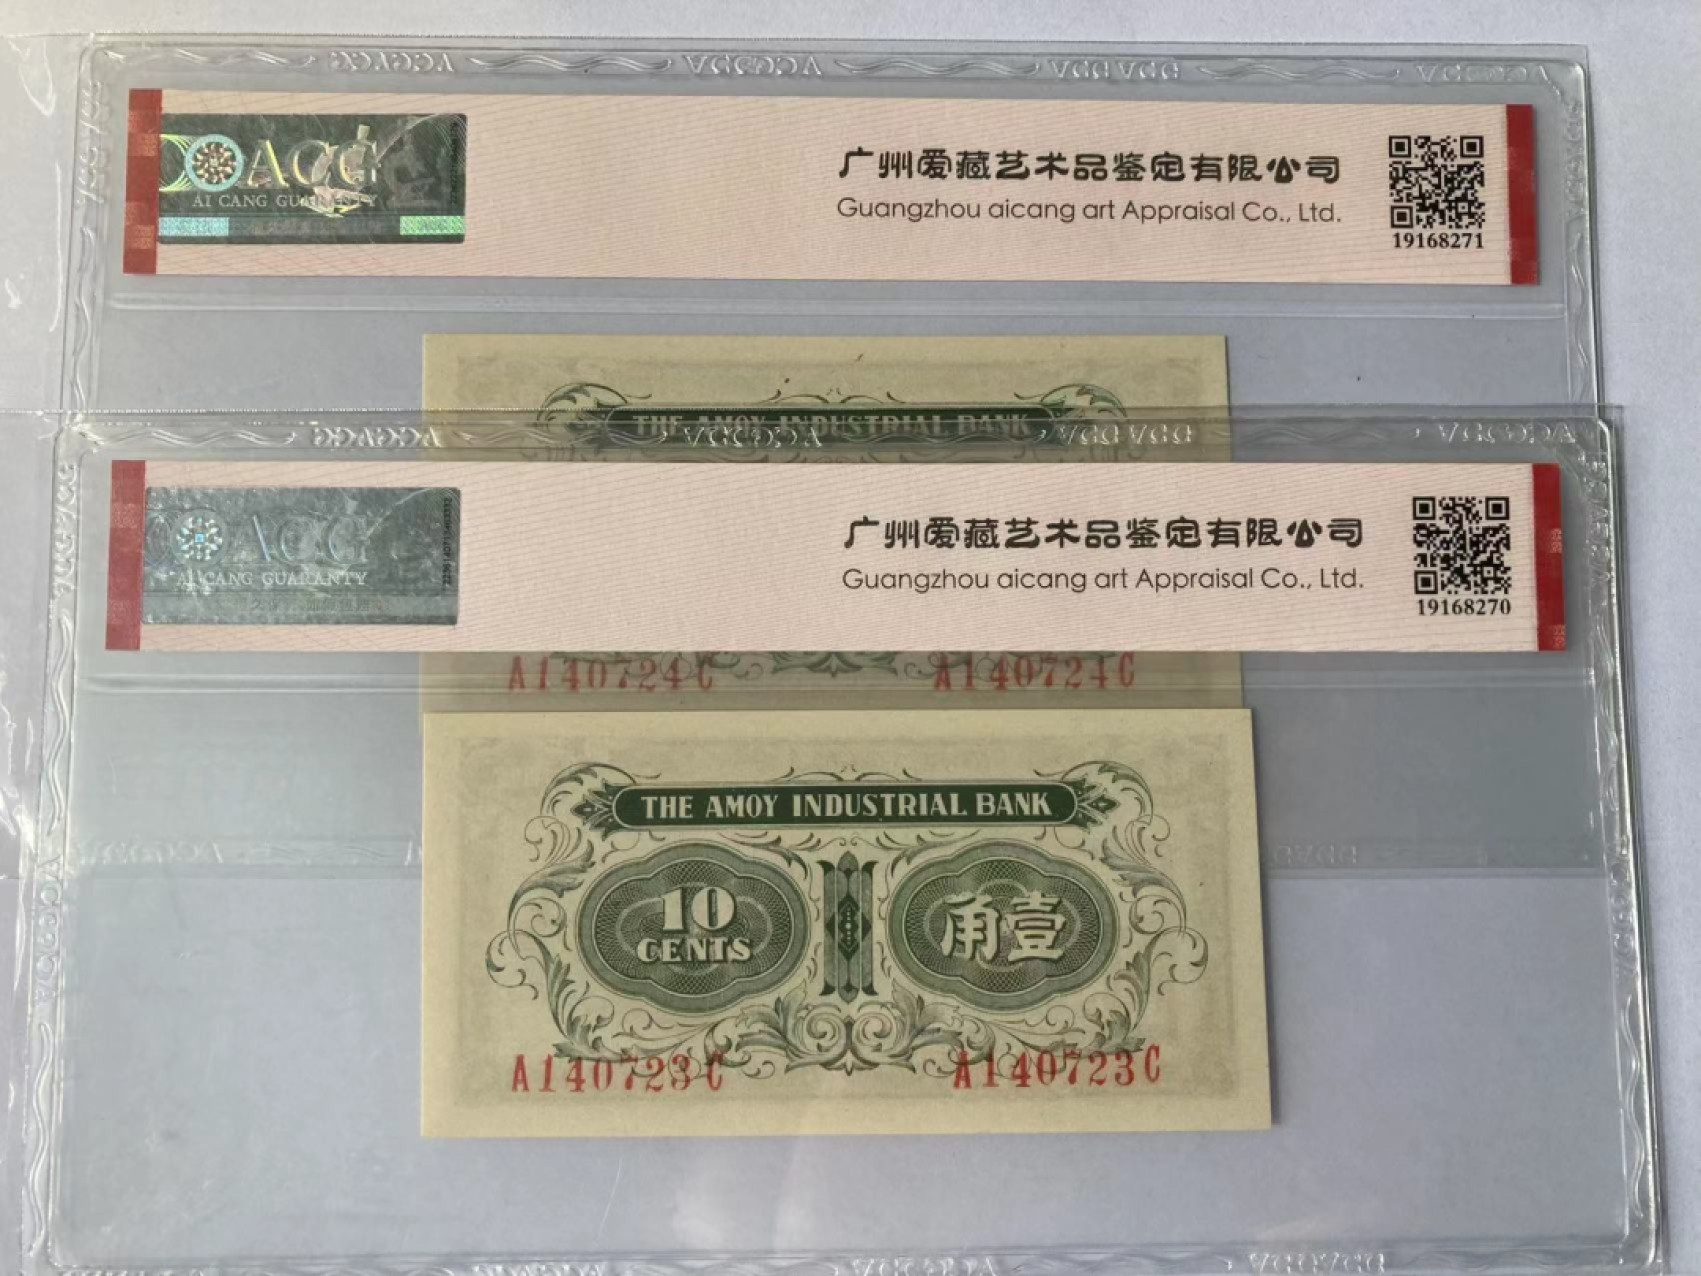 ACG
AI CANG GUARANTY
广州爱藏艺术品鉴定有限公司
Guangzhou aicang art Appraisal Co., Ltd.
19168271
THE AMOY INDUSTRIAL BANK
ACG
AI CANG GUARANTY
广州爱藏艺术品鉴定有限公司
Guangzhou aicang art Appraisal Co., Ltd.
19168270
A140724C A140724C
THE AMOY INDUSTRIAL BANK
10 角壹
CENTS
A140723C A140723C